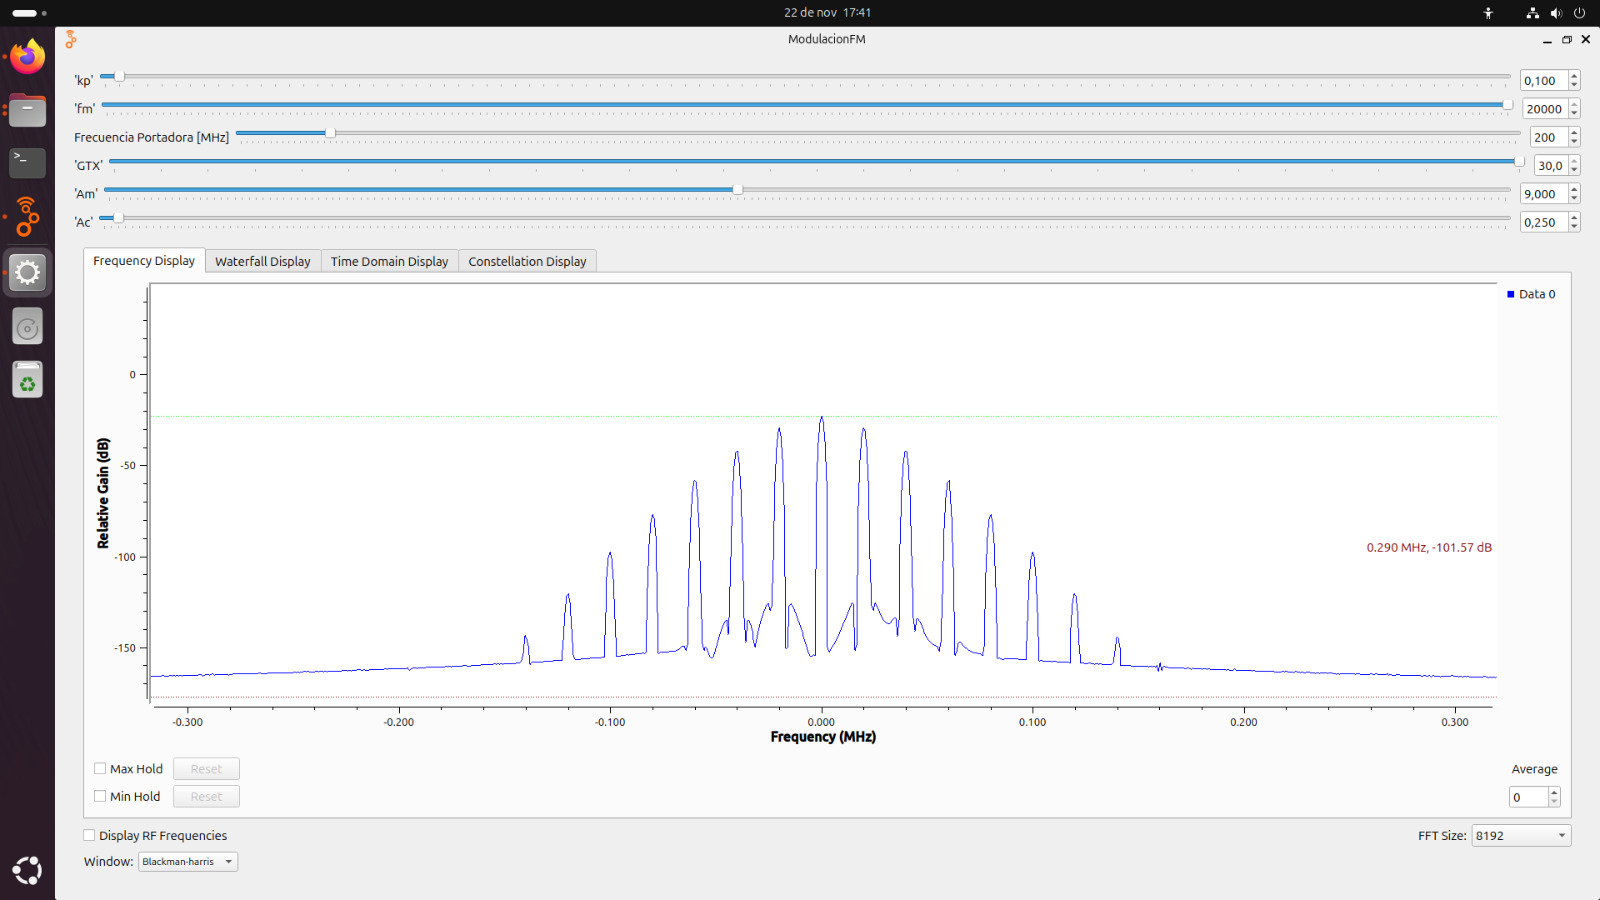 22 de nov 17:41
ModulacionFM
'kp' 0,100
'fm' 20000
Frecuencia Portadora [MHz] 200
'GTX' 30,0
'Am' 9,000
'Ac' 0,250
Frequency Display Waterfall Display Time Domain Display Constellation Display
Data 0
0
-50
-100
-150
Relative Gain (dB)
0.290 MHz, -101.57 dB
-0.300 -0.200 -0.100 0.000 0.100 0.200 0.300
Frequency (MHz)
Max Hold Reset
Min Hold Reset
Average
0
Display RF Frequencies
FFT Size: 8192
Window: Blackman-harris